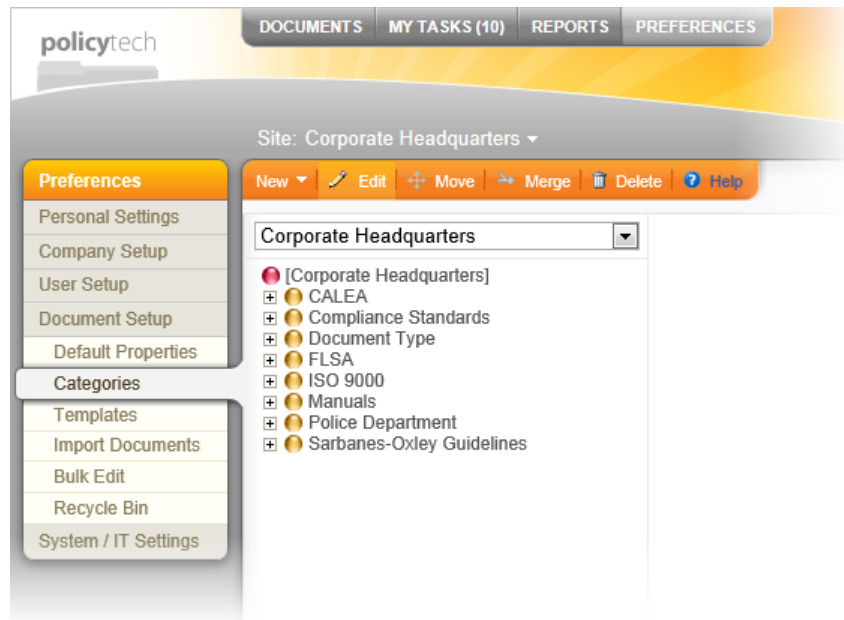 policytech
DOCUMENTS MY TASKS (10) REPORTS PREFERENCES
Site: Corporate Headquarters
Preferences
Personal Settings
Company Setup
User Setup
Document Setup
Default Properties
Categories
Templates
Import Documents
Bulk Edit
Recycle Bin
System / IT Settings
New Edit Move Merge Delete Help
Corporate Headquarters
[Corporate Headquarters]
CALEA
Compliance Standards
Document Type
FLSA
ISO 9000
Manuals
Police Department
Sarbanes-Oxley Guidelines